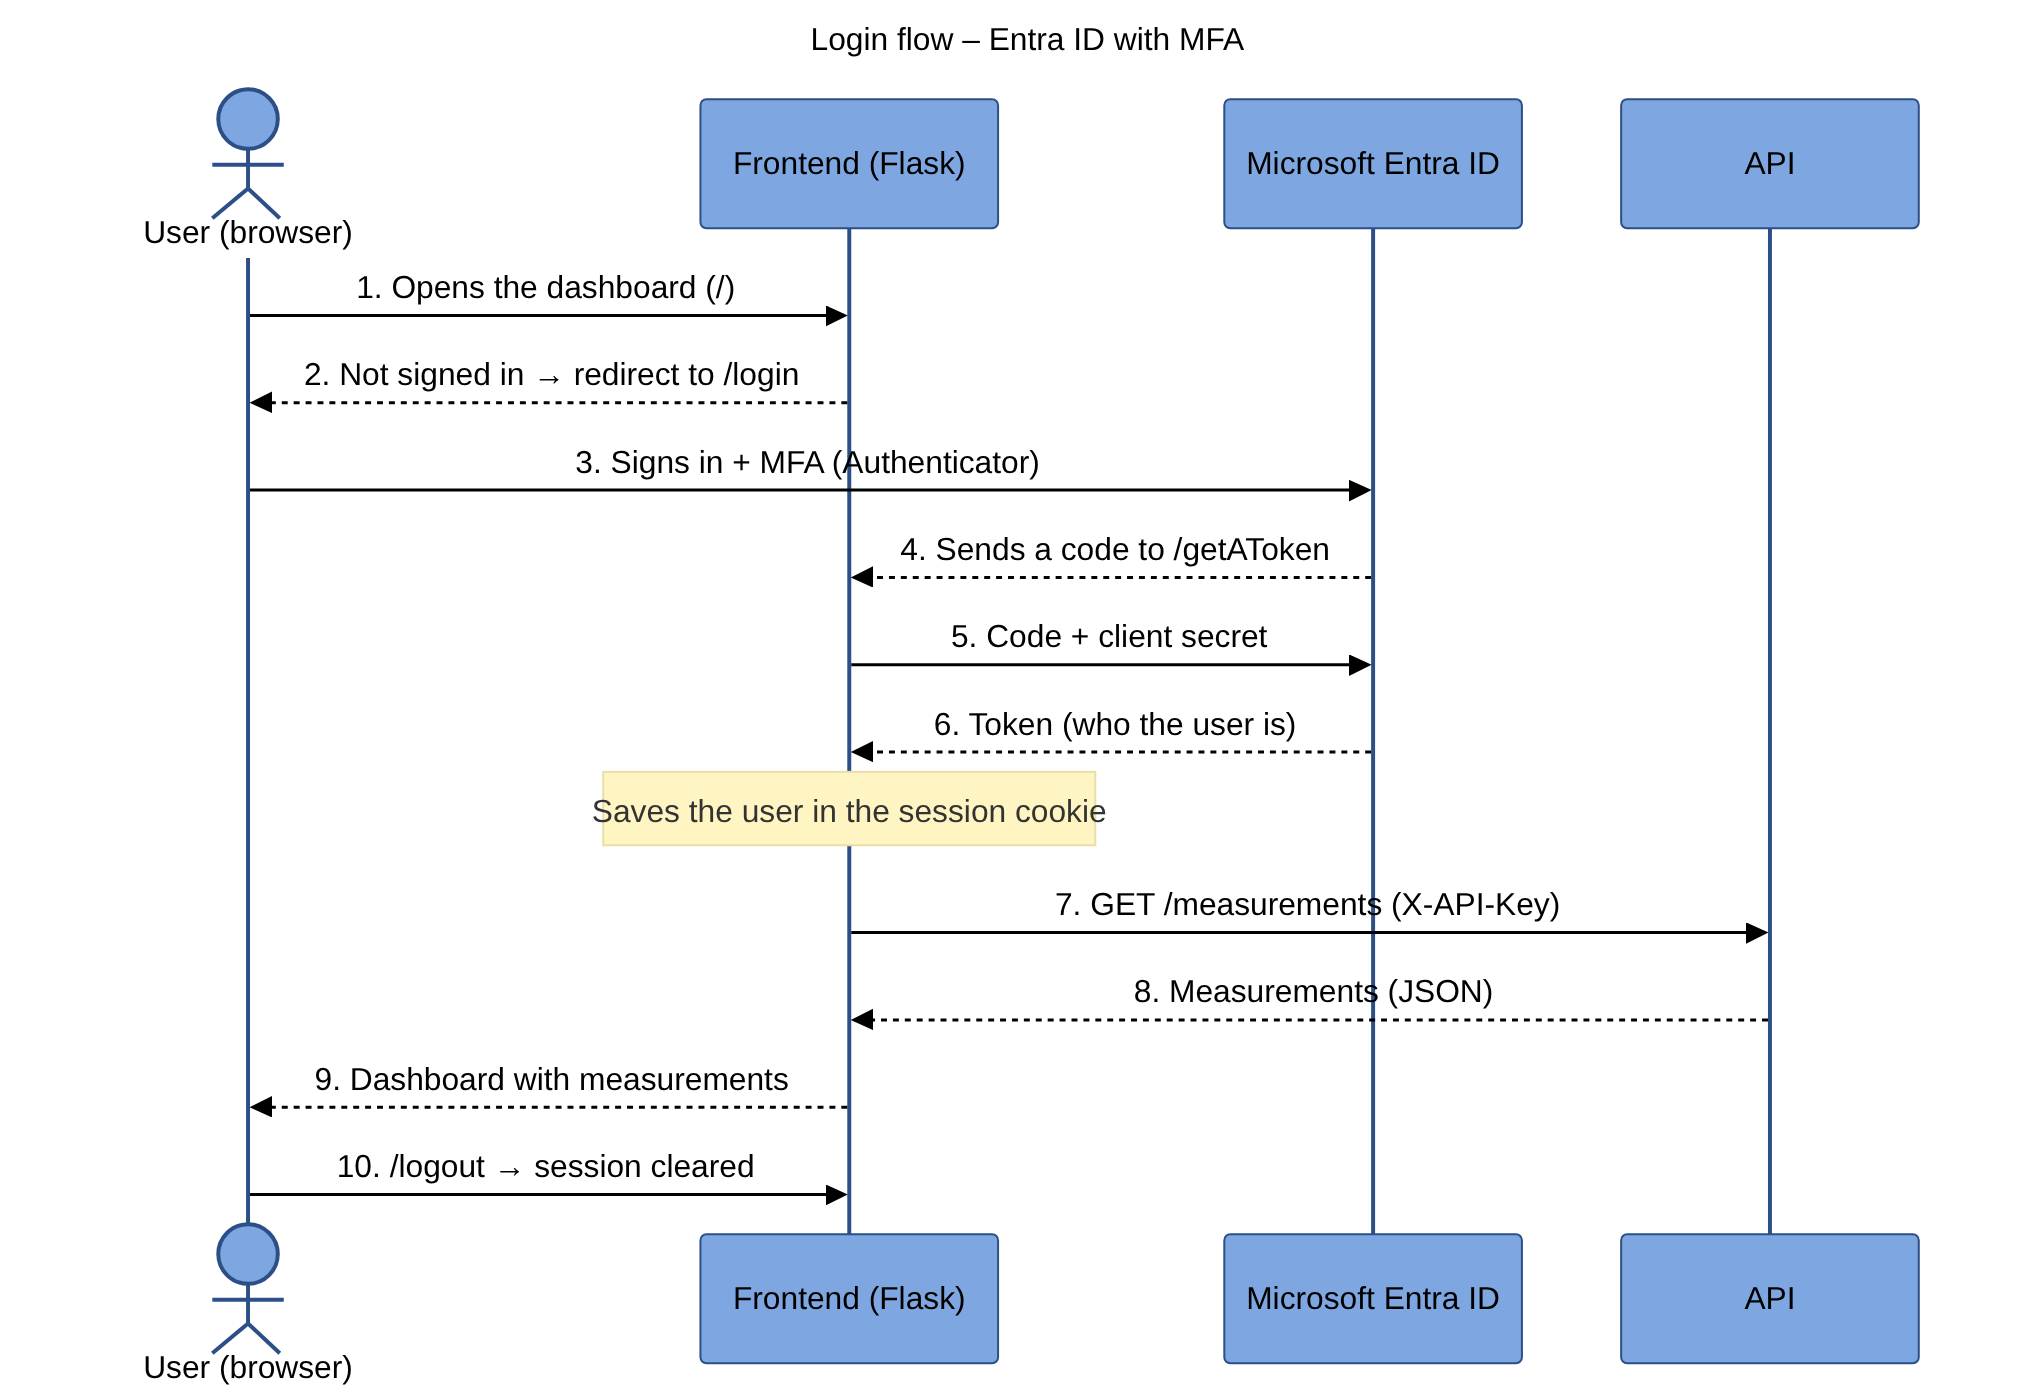 Login flow – Entra ID with MFA
User (browser)
Frontend (Flask)
Microsoft Entra ID
API
1. Opens the dashboard (/)
2. Not signed in → redirect to /login
3. Signs in + MFA (Authenticator)
4. Sends a code to /getAToken
5. Code + client secret
6. Token (who the user is)
Saves the user in the session cookie
7. GET /measurements (X-API-Key)
8. Measurements (JSON)
9. Dashboard with measurements
10. /logout → session cleared
User (browser)
Frontend (Flask)
Microsoft Entra ID
API